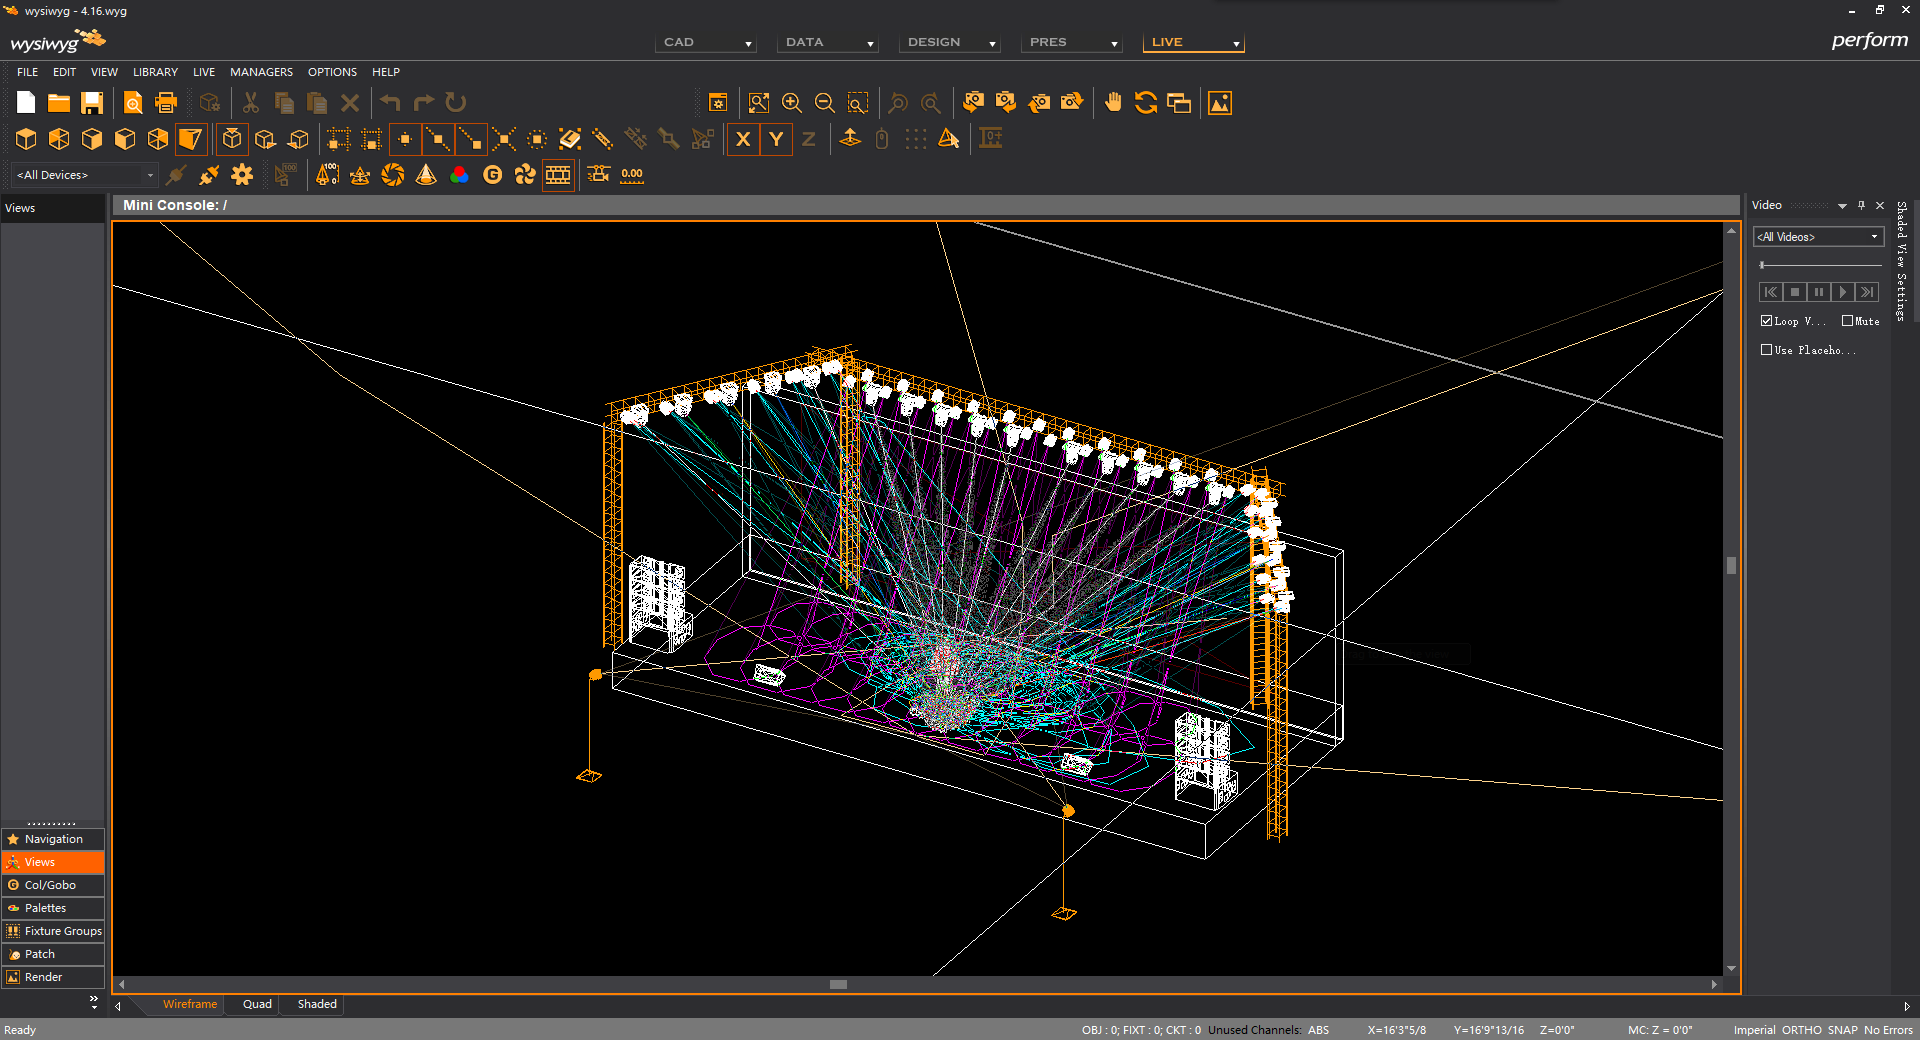 wysiwyg - 4.16.wyg
wysiwyg
CAD DATA DESIGN PRES LIVE
perform
FILE EDIT VIEW LIBRARY LIVE MANAGERS OPTIONS HELP
X Y Z
<All Devices>
100
G
0.00
Views
Mini Console: /
Video
<All Videos>
Loop V...
Mute
Use Placeho...
Shaded View Settings
Navigation
Views
Col/Gobo
Palettes
Fixture Groups
Patch
Render
Wireframe Quad Shaded
Ready
OBJ : 0; FIXT : 0; CKT : 0 Unused Channels: ABS X=16'3"5/8 Y=16'9"13/16 Z=0'0" MC: Z = 0'0" Imperial ORTHO SNAP No Errors